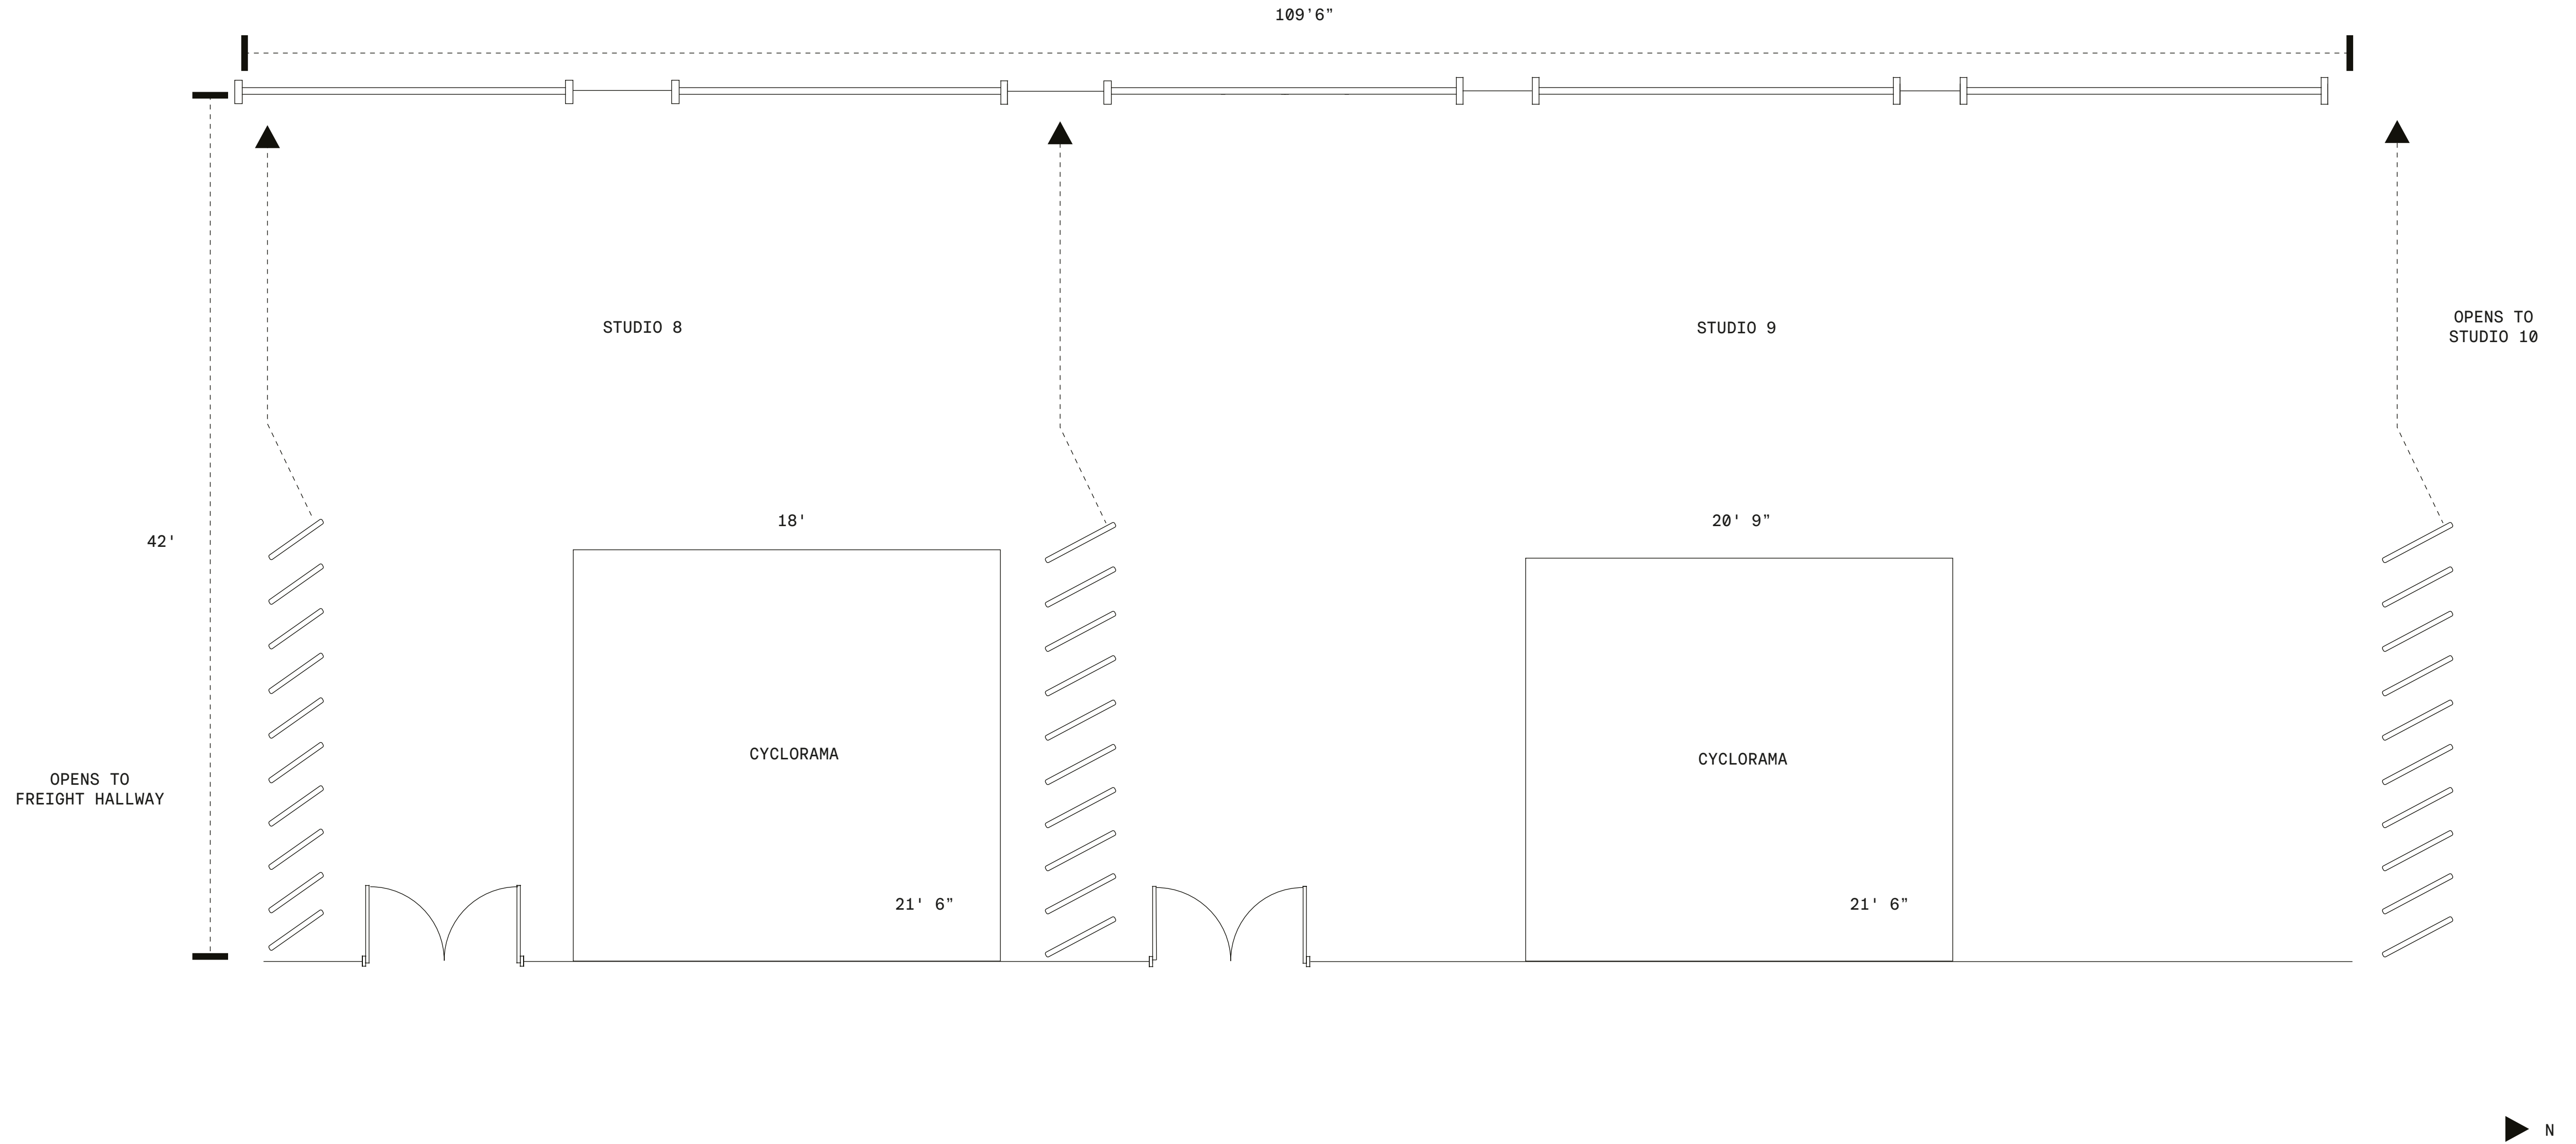 109'6”
STUDIO 8
STUDIO 9
OPENS TO
STUDIO 10
18'
20' 9”
42'
CYCLORAMA
CYCLORAMA
OPENS TO
FREIGHT HALLWAY
21' 6”
21' 6”
N